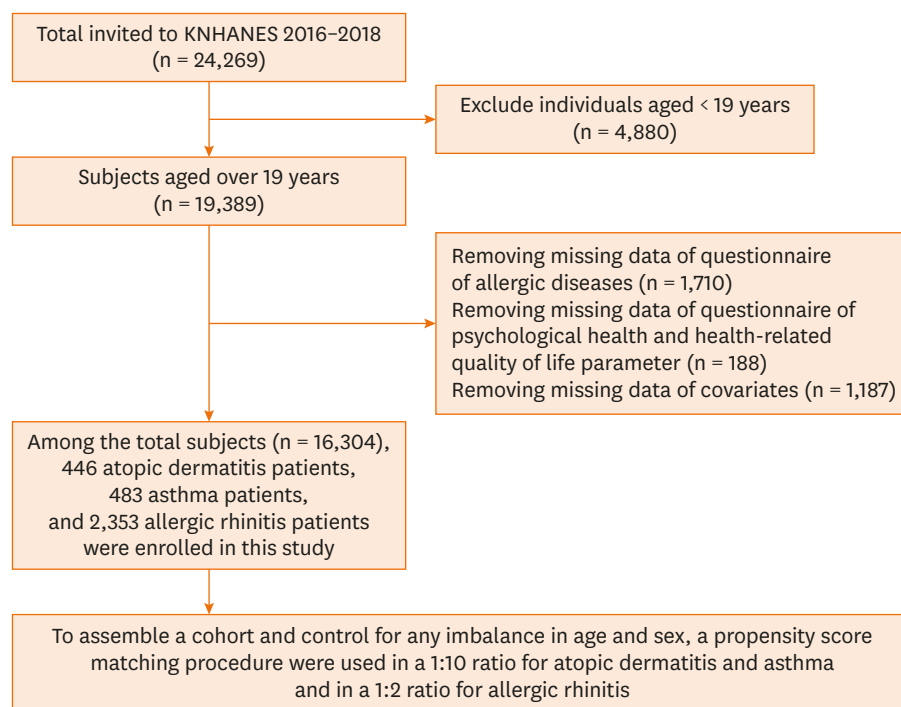 Total invited to KNHANES 2016–2018
(n = 24,269)
Exclude individuals aged < 19 years
(n = 4,880)
Subjects aged over 19 years
(n = 19,389)
Removing missing data of questionnaire
of allergic diseases (n = 1,710)
Removing missing data of questionnaire of
psychological health and health-related
quality of life parameter (n = 188)
Removing missing data of covariates (n = 1,187)
Among the total subjects (n = 16,304),
446 atopic dermatitis patients,
483 asthma patients,
and 2,353 allergic rhinitis patients
were enrolled in this study
To assemble a cohort and control for any imbalance in age and sex, a propensity score
matching procedure were used in a 1:10 ratio for atopic dermatitis and asthma
and in a 1:2 ratio for allergic rhinitis